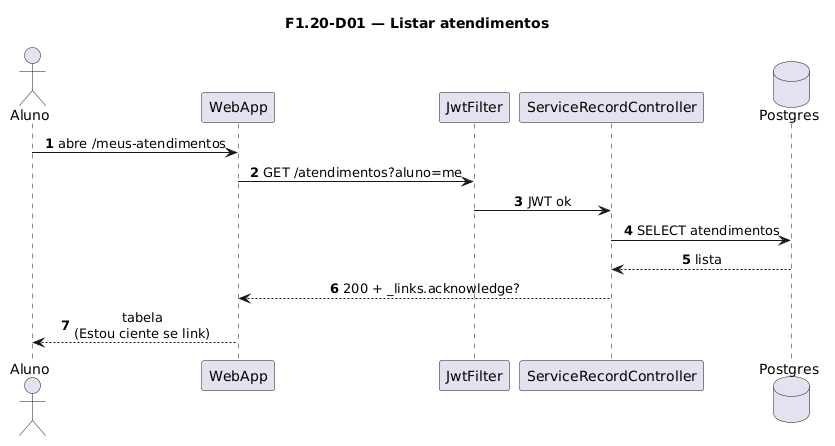 F1.20-D01 — Listar atendimentos
Aluno
WebApp
JwtFilter
ServiceRecordController
Postgres
1 abre /meus-atendimentos
2 GET /atendimentos?aluno=me
3 JWT ok
4 SELECT atendimentos
5 lista
6 200 + _links.acknowledge?
7 tabela
(Estou ciente se link)
Aluno
WebApp
JwtFilter
ServiceRecordController
Postgres